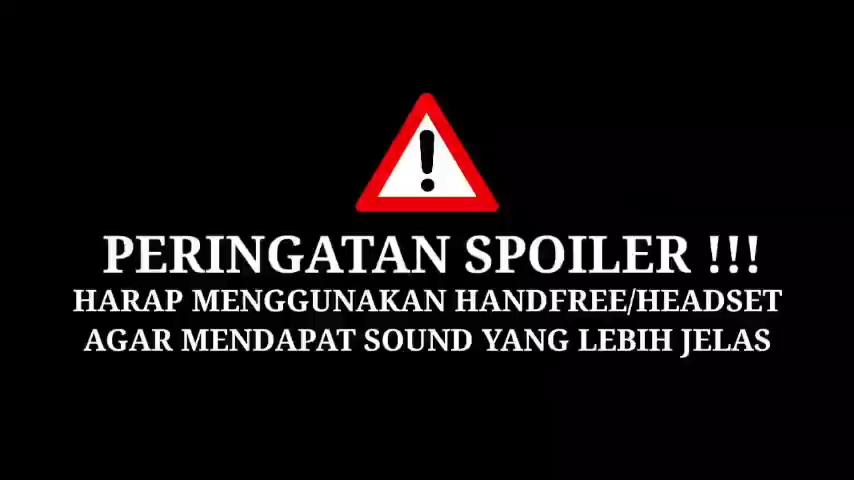 PERINGATAN SPOILER !!!
HARAP MENGGUNAKAN HANDFREE/HEADSET
AGAR MENDAPAT SOUND YANG LEBIH JELAS